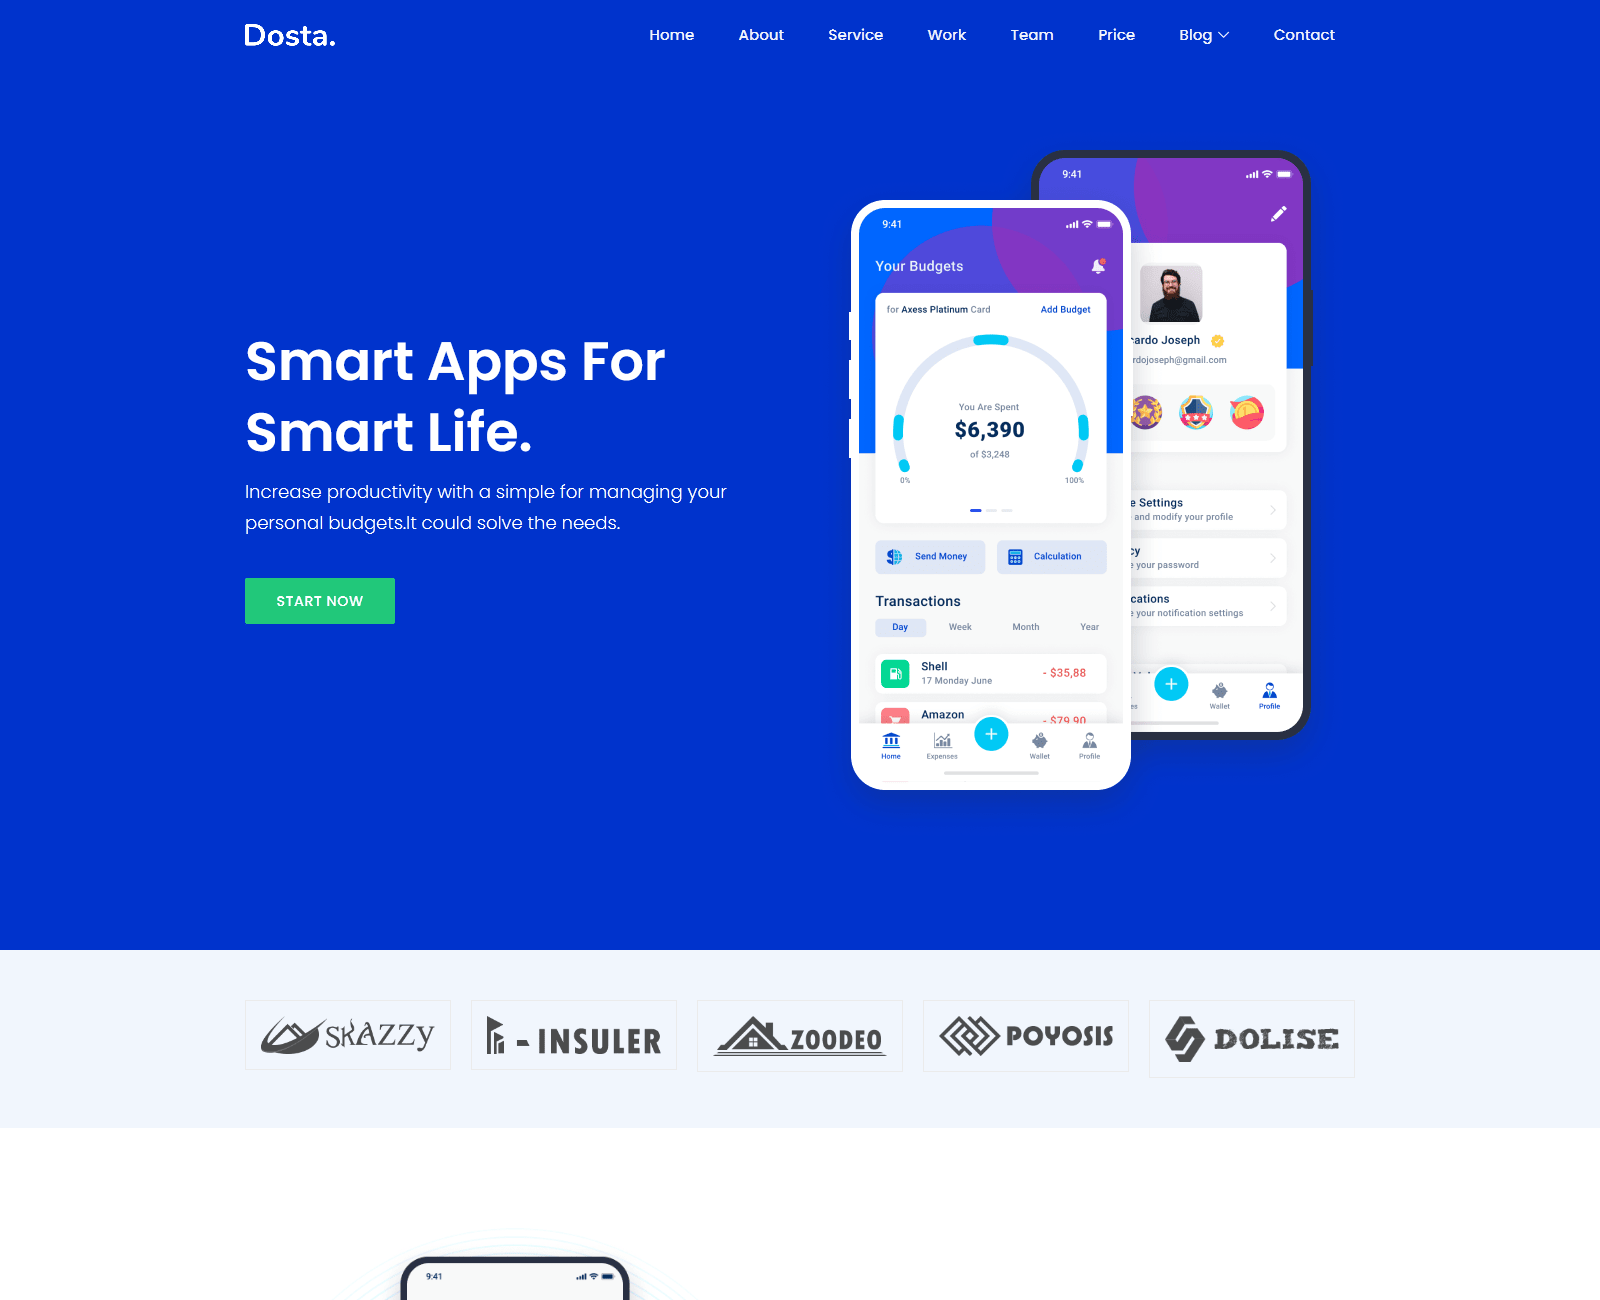 Dosta.
Home About Service Work Team Price Blog Contact
Smart Apps For
Smart Life.
Increase productivity with a simple for managing your
personal budgets.It could solve the needs.
START NOW
9:41
Your Budgets
for Axess Platinum Card Add Budget
You Are Spent
$6,390
of $3,248
0% 100%
Send Money Calculation
Transactions
Day Week Month Year
Shell
17 Monday June
- $35,88
Amazon
- $79,90
Home Expenses Wallet Profile
9:41
ardo Joseph
rdojoseph@gmail.com
e Settings
and modify your profile
cy
e your password
cations
e your notification settings
es Wallet Profile
SKAZZY
- INSULER
ZOODEO
POYOSIS
DOLISE
9:41